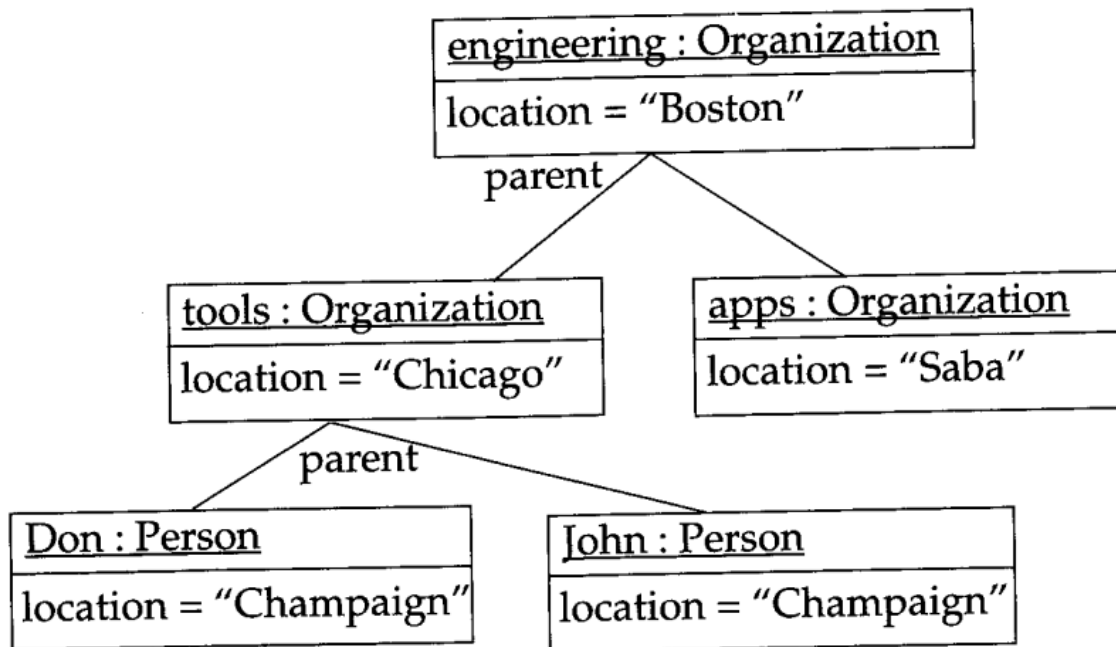 engineering : Organization
location = “Boston”
parent
tools : Organization
location = “Chicago”
apps : Organization
location = “Saba”
parent
Don : Person
location = “Champaign”
John : Person
location = “Champaign”